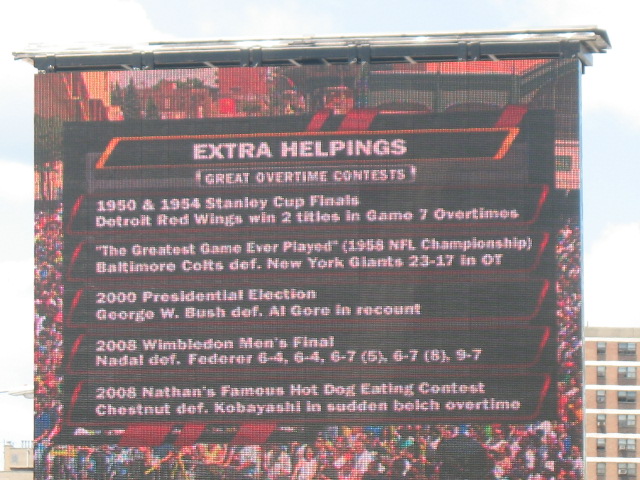 EXTRA HELPINGS
GREAT OVERTIME CONTESTS
1950 & 1954 Stanley Cup Finals
Detroit Red Wings win 2 titles in Game 7 Overtimes
"The Greatest Game Ever Played" (1958 NFL Championship)
Baltimore Colts def. New York Giants 23-17 in OT
2000 Presidential Election
George W. Bush def. Al Gore in recount
2008 Wimbledon Men's Final
Nadal def. Federer 6-4, 6-4, 6-7 (5), 6-7 (8), 9-7
2008 Nathan's Famous Hot Dog Eating Contest
Chestnut def. Kobayashi in sudden belch overtime